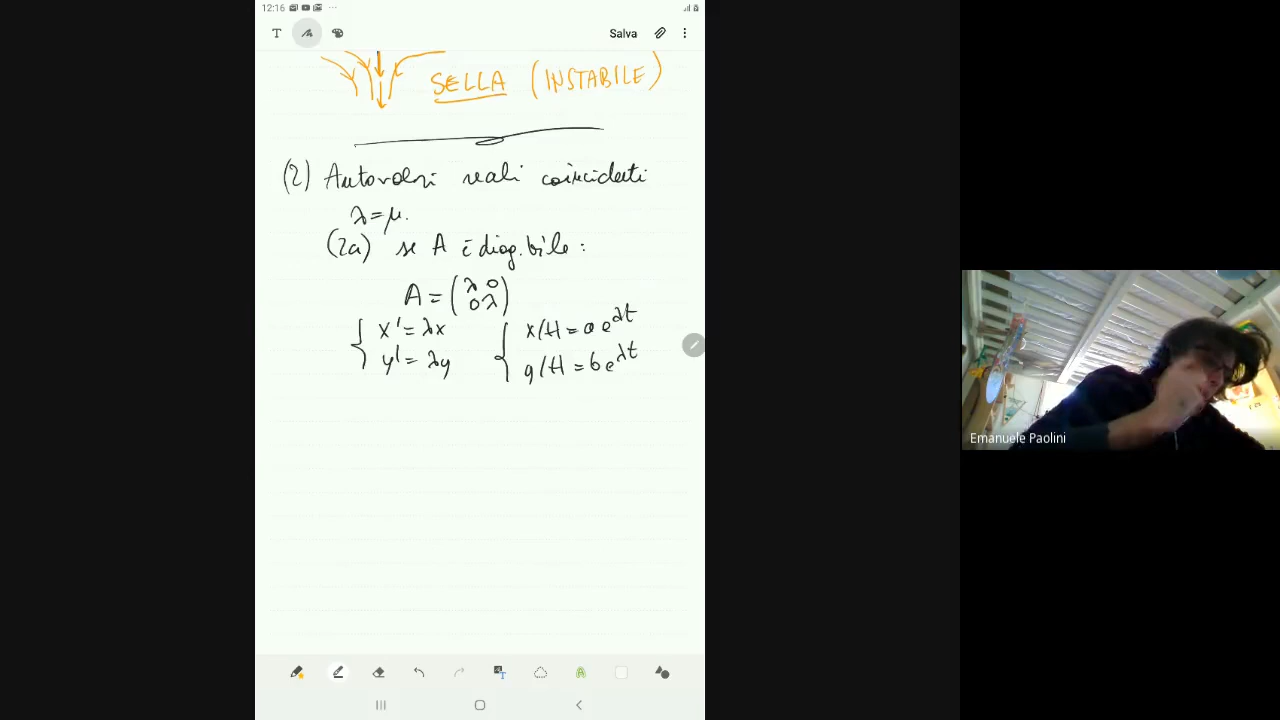 12:16
T
Salva
SELLA (INSTABILE)
(2) Autovalori reali coincidenti
λ=μ.
(2a) se A è diag.bile:
A = (λ 0
0 λ)
{ x' = λx { x(t) = a e^{λt}
y' = λy y(t) = b e^{λt}
Emanuele Paolini